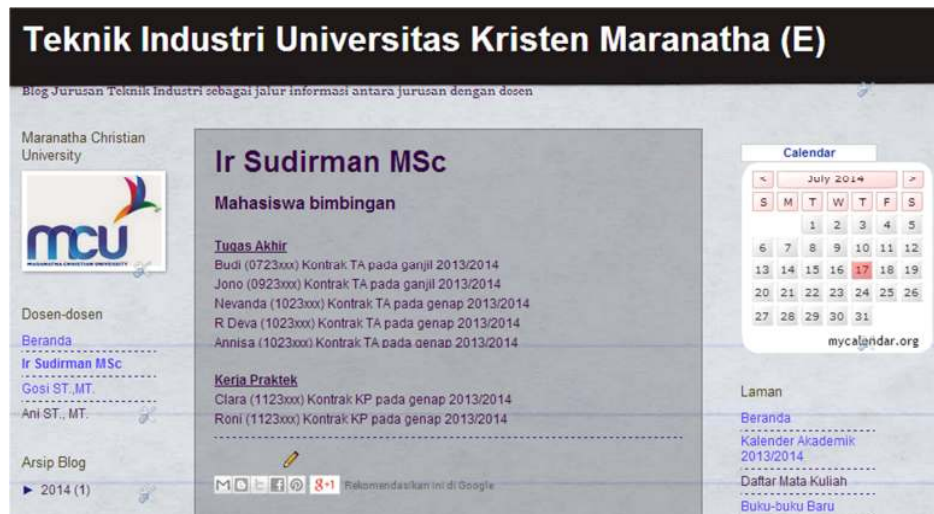 Teknik Industri Universitas Kristen Maranatha (E)
Blog Jurusan Teknik Industri sebagai jalur informasi antara jurusan dengan dosen
Maranatha Christian
University
mcu
MARANATHA CHRISTIAN UNIVERSITY
Dosen-dosen
Beranda
Ir Sudirman MSc
Gosi ST.,MT.
Ani ST., MT.
Arsip Blog
► 2014 (1)
Ir Sudirman MSc
Mahasiswa bimbingan
Tugas Akhir
Budi (0723xxx) Kontrak TA pada ganjil 2013/2014
Jono (0923xxx) Kontrak TA pada ganjil 2013/2014
Nevanda (1023xxx) Kontrak TA pada genap 2013/2014
R Deva (1023xxx) Kontrak TA pada genap 2013/2014
Annisa (1023xxx) Kontrak TA pada genap 2013/2014
Kerja Praktek
Clara (1123xxx) Kontrak KP pada genap 2013/2014
Roni (1123xxx) Kontrak KP pada genap 2013/2014
g+1 Rekomendasikan ini di Google
Calendar
< July 2014 >
S M T W T F S
1 2 3 4 5
6 7 8 9 10 11 12
13 14 15 16 17 18 19
20 21 22 23 24 25 26
27 28 29 30 31
mycalendar.org
Laman
Beranda
Kalender Akademik
2013/2014
Daftar Mata Kuliah
Buku-buku Baru